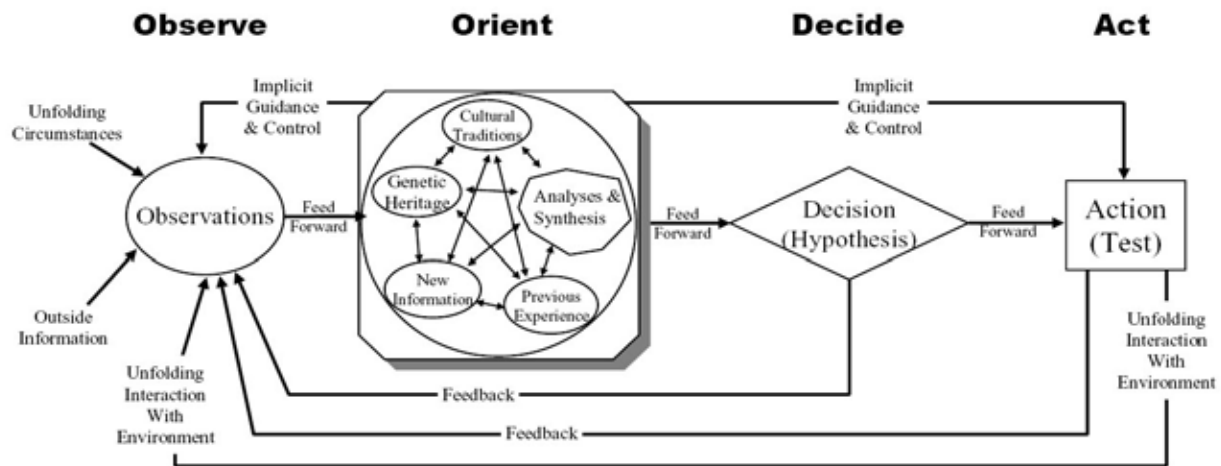 Observe
Orient
Decide
Act
Implicit
Guidance
& Control
Implicit
Guidance
& Control
Unfolding
Circumstances
Cultural
Traditions
Genetic
Heritage
Analyses &
Synthesis
Observations
Feed
Forward
Feed
Forward
Decision
(Hypothesis)
Feed
Forward
Action
(Test)
New
Information
Previous
Experience
Outside
Information
Unfolding
Interaction
With
Environment
Unfolding
Interaction
With
Environment
Feedback
Feedback